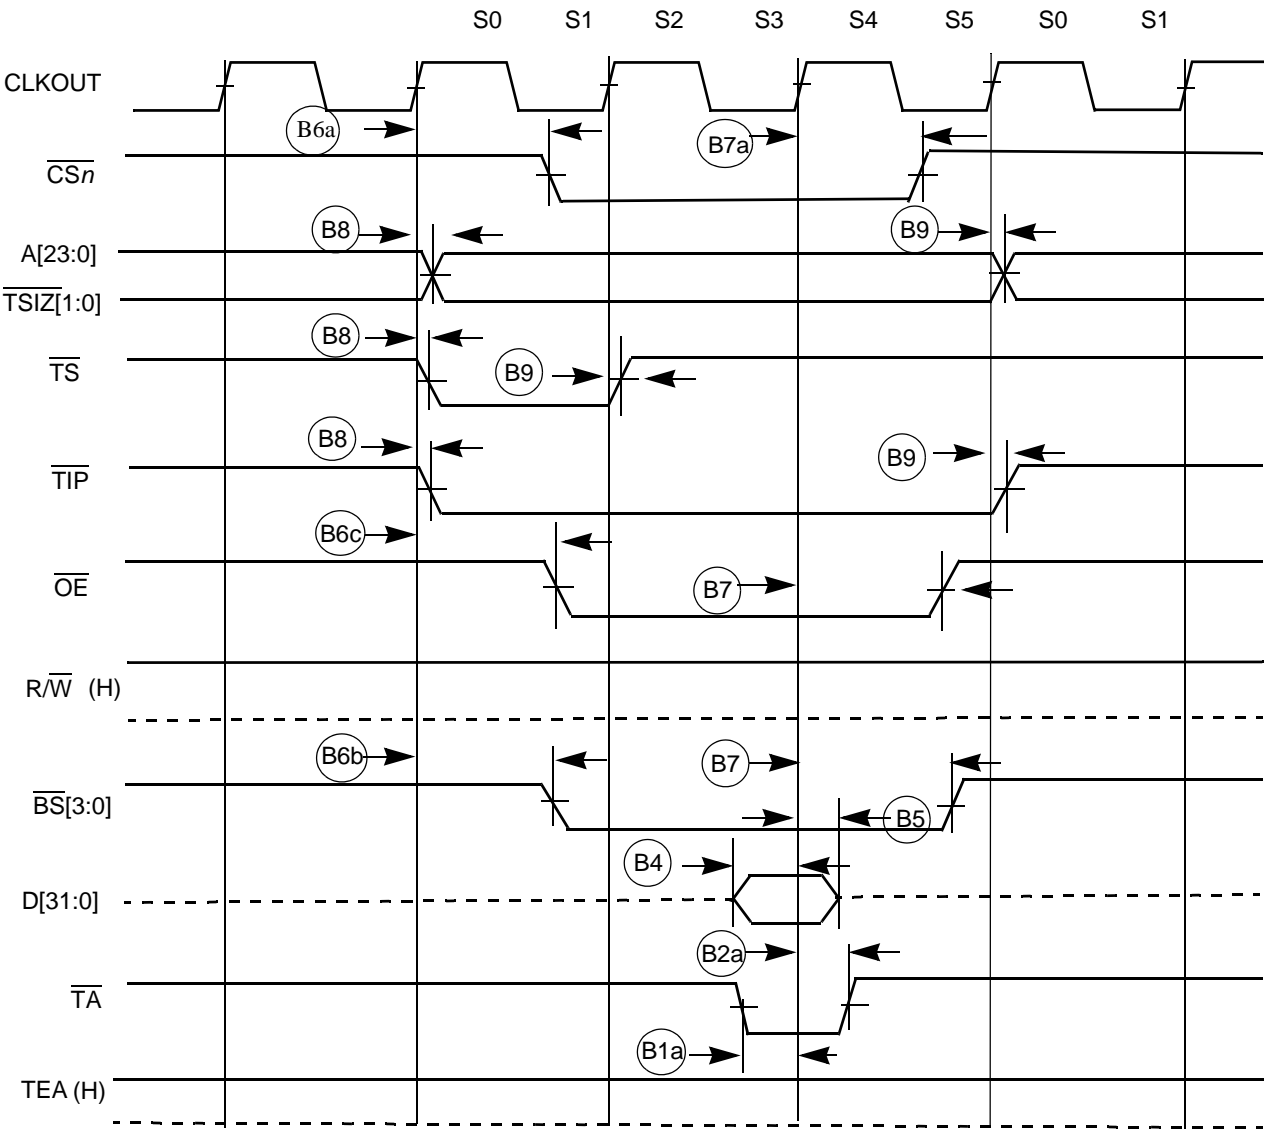 S0 S1 S2 S3 S4 S5 S0 S1
CLKOUT
B6a B7a
CSn
B8 B9
A[23:0]
TSIZ[1:0]
B8
TS B9
B8 B9
TIP
B6c
OE B7
R/W (H)
B6b B7
BS[3:0] B5
B4
D[31:0]
B2a
TA
B1a
TEA (H)